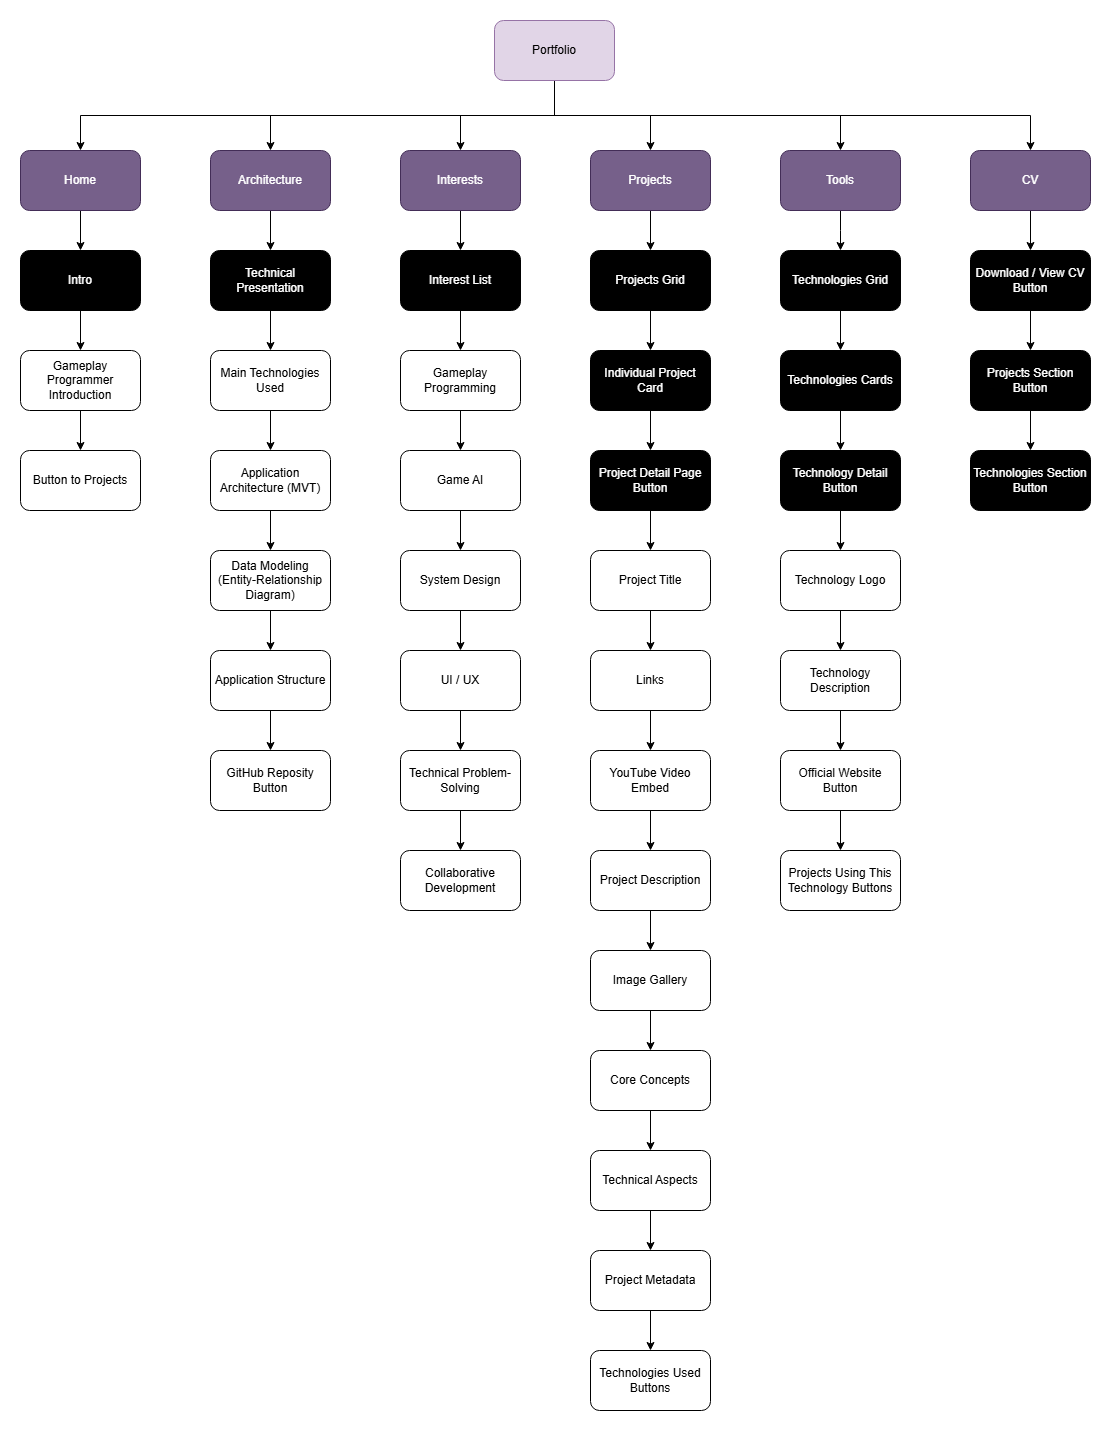 Portfolio
Home
Architecture
Interests
Projects
Tools
CV
Intro
Technical
Presentation
Interest List
Projects Grid
Technologies Grid
Download / View CV
Button
Gameplay
Programmer
Introduction
Main Technologies
Used
Gameplay
Programming
Individual Project
Card
Technologies Cards
Projects Section
Button
Button to Projects
Application
Architecture (MVT)
Game AI
Project Detail Page
Button
Technology Detail
Button
Technologies Section
Button
Data Modeling
(Entity-Relationship
Diagram)
System Design
Project Title
Technology Logo
Application Structure
UI / UX
Links
Technology
Description
GitHub Reposity
Button
Technical Problem-
Solving
YouTube Video
Embed
Official Website
Button
Collaborative
Development
Project Description
Projects Using This
Technology Buttons
Image Gallery
Core Concepts
Technical Aspects
Project Metadata
Technologies Used
Buttons